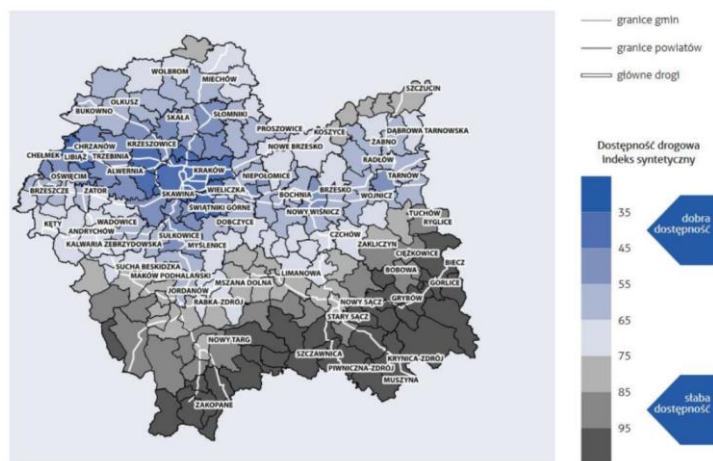 granice gmin
granice powiatów
główne drogi
Dostępność drogowa
Indeks syntetyczny
35
45
55
65
75
85
95
dobra
dostępność
słaba
dostępność
WOLBROM
MIECHÓW
SZCZUCIN
OLKUSZ
BUKOWNO
SKAŁA
SŁOMNIKI
PROSZOWICE
KOSZYCE
DĄBROWA TARNOWSKA
ŻABNO
CHRZANÓW
KRZESZOWICE
NOWE BRZESKO
CHEŁMEK
LIBIĄŻ
TRZEBINIA
RADŁÓW
ALWERNIA
KRAKÓW
NIEPOŁOMICE
TARNÓW
OŚWIĘCIM
BRZESZCZE
ZATOR
SKAWINA
WIELICZKA
BOCHNIA
BRZESKO
WOJNICZ
ŚWIĄTNIKI GÓRNE
NOWY WIŚNICZ
TUCHÓW
RYGLICE
KĘTY
WADOWICE
ANDRYCHÓW
SUŁKOWICE
DOBCZYCE
KALWARIA ZEBRZYDOWSKA
MYŚLENICE
CZCHÓW
ZAKLICZYN
CIĘŻKOWICE
BIECZ
SUCHA BESKIDZKA
MAKÓW PODHALAŃSKI
LIMANOWA
BOBOWA
GORLICE
MSZANA DOLNA
JORDANÓW
RABKA-ZDRÓJ
NOWY SĄCZ
GRYBÓW
STARY SĄCZ
NOWY TARG
SZCZAWNICA
KRYNICA-ZDRÓJ
PIWNICZNA-ZDRÓJ
MUSZYNA
ZAKOPANE